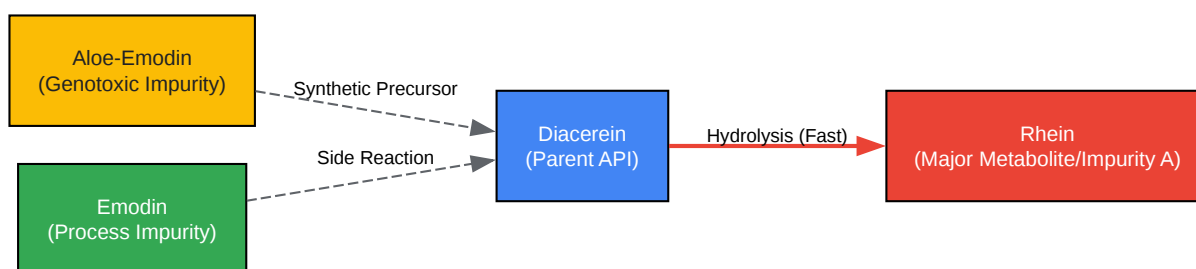 Aloe-Emodin
(Genotoxic Impurity)
Synthetic Precursor
Side Reaction
Emodin
(Process Impurity)
Diacerein
(Parent API)
Hydrolysis (Fast)
Rhein
(Major Metabolite/Impurity A)